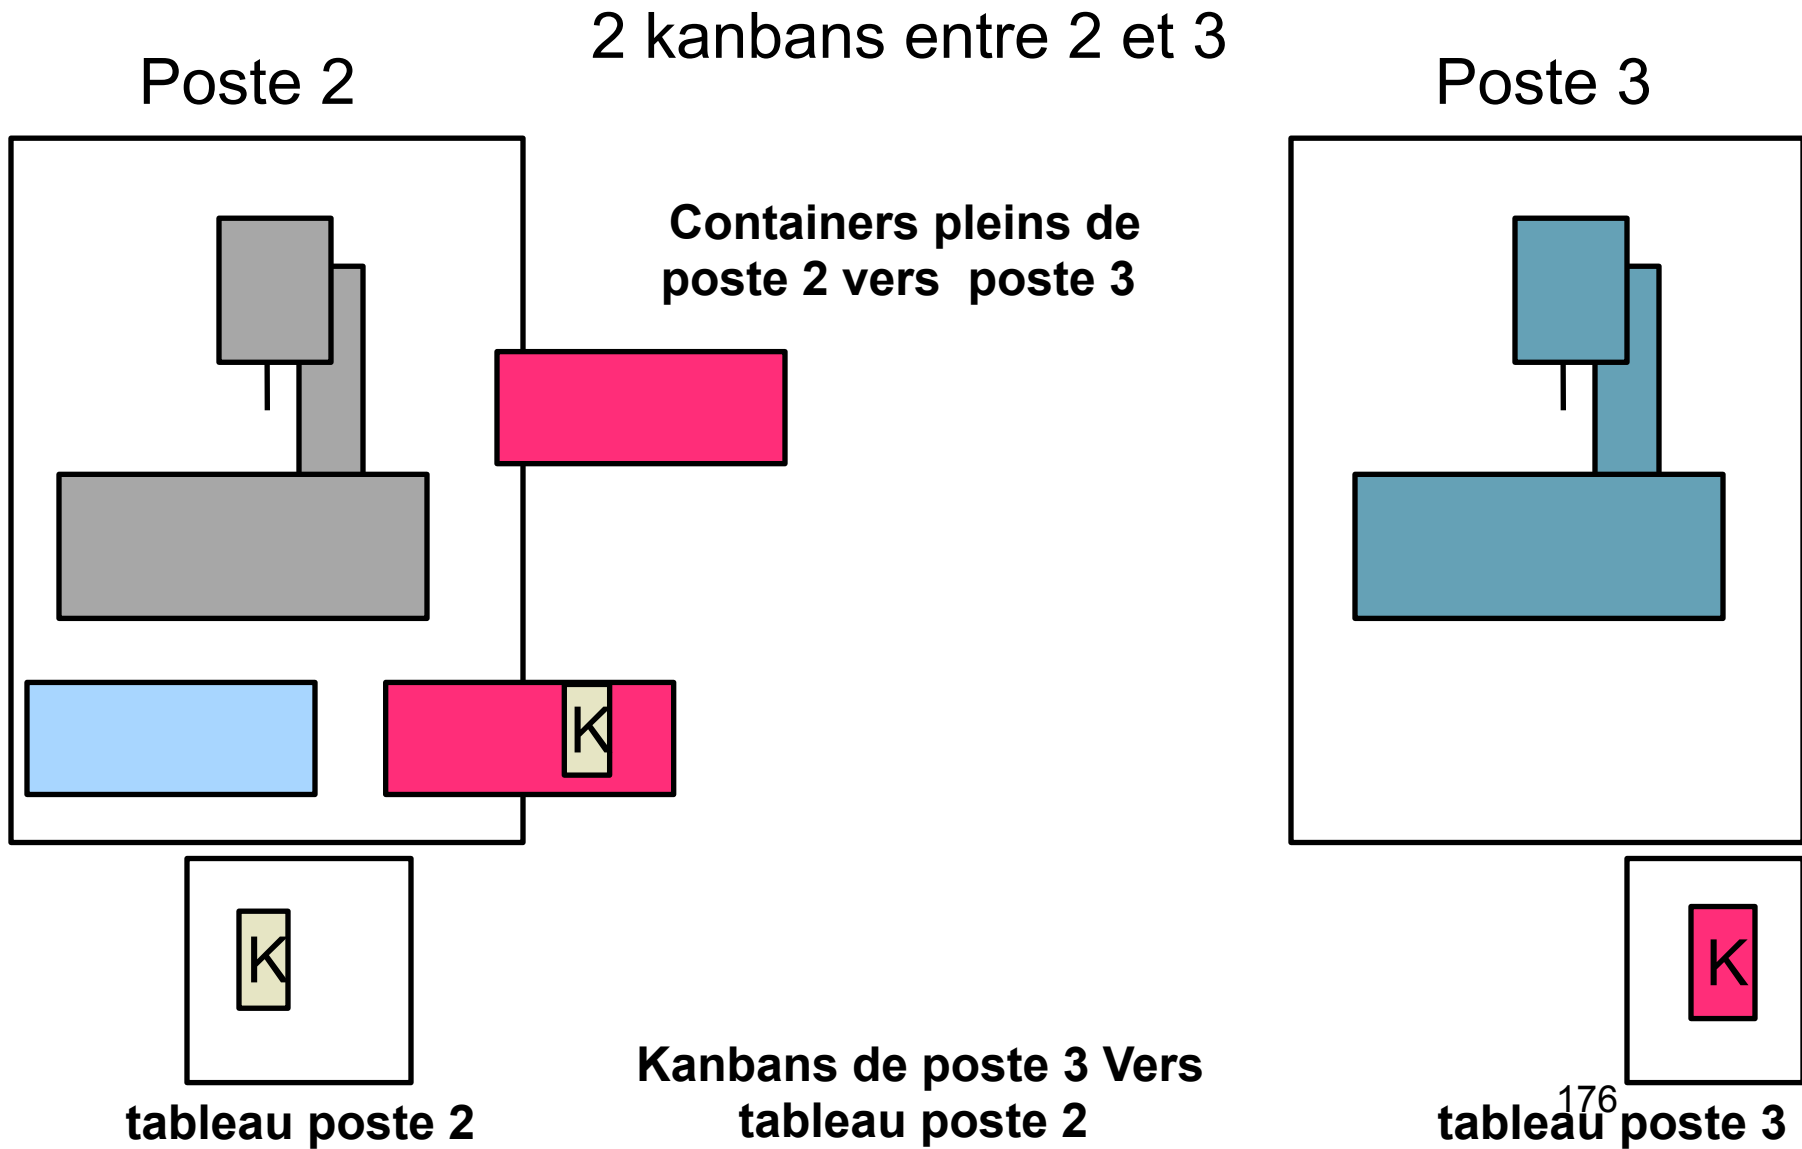 2 kanbans entre 2 et 3
Poste 2
Poste 3
Containers pleins de
poste 2 vers  poste 3
K
K
K
Kanbans de poste 3 Vers
tableau poste 2
tableau poste 2
176
tableau poste 3